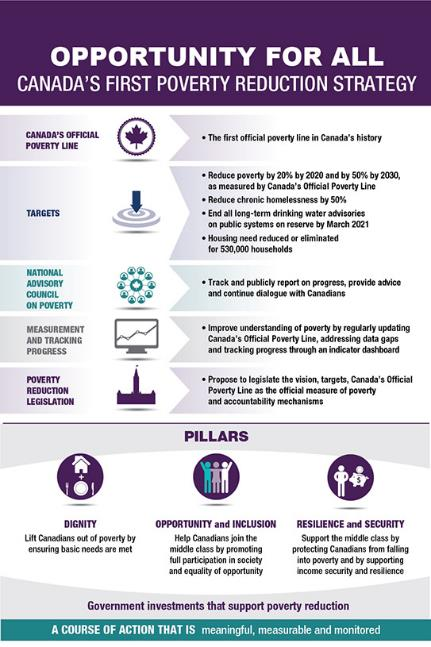 OPPORTUNITY FOR ALL
CANADA'S FIRST POVERTY REDUCTION STRATEGY
CANADA'S OFFICIAL
POVERTY LINE
• The first official poverty line in Canada's history
TARGETS
• Reduce poverty by 20% by 2020 and by 50% by 2030,
as measured by Canada's Official Poverty Line
• Reduce chronic homelessness by 50%
• End all long-term drinking water advisories
on public systems on reserve by March 2021
• Housing need reduced or eliminated
for 530,000 households
NATIONAL
ADVISORY
COUNCIL
ON POVERTY
• Track and publicly report on progress, provide advice
and continue dialogue with Canadians
MEASUREMENT
AND TRACKING
PROGRESS
• Improve understanding of poverty by regularly updating
Canada's Official Poverty Line, addressing data gaps
and tracking progress through an indicator dashboard
POVERTY
REDUCTION
LEGISLATION
• Propose to legislate the vision, targets, Canada's Official
Poverty Line as the official measure of poverty
and accountability mechanisms
PILLARS
DIGNITY
Lift Canadians out of poverty by
ensuring basic needs are met
OPPORTUNITY and INCLUSION
Help Canadians join the
middle class by promoting
full participation in society
and equality of opportunity
RESILIENCE and SECURITY
Support the middle class by
protecting Canadians from falling
into poverty and by supporting
income security and resilience
Government investments that support poverty reduction
A COURSE OF ACTION THAT IS meaningful, measurable and monitored